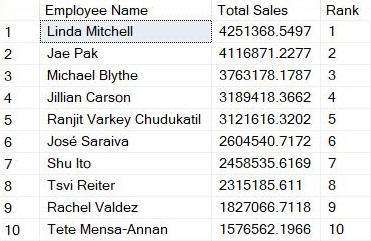 Employee Name Total Sales Rank
1 Linda Mitchell 4251368.5497 1
2 Jae Pak 4116871.2277 2
3 Michael Blythe 3763178.1787 3
4 Jillian Carson 3189418.3662 4
5 Ranjit Varkey Chudukatil 3121616.3202 5
6 José Saraiva 2604540.7172 6
7 Shu Ito 2458535.6169 7
8 Tsvi Reiter 2315185.611 8
9 Rachel Valdez 1827066.7118 9
10 Tete Mensa-Annan 1576562.1966 10